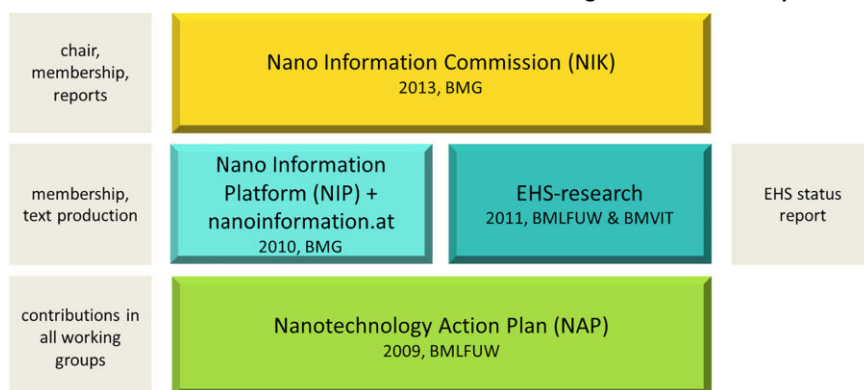 chair,
membership,
reports
Nano Information Commission (NIK)
2013, BMG
membership,
text production
Nano Information
Platform (NIP) +
nanoinformation.at
2010, BMG
EHS-research
2011, BMLFUW & BMVIT
EHS status
report
contributions in
all working
groups
Nanotechnology Action Plan (NAP)
2009, BMLFUW